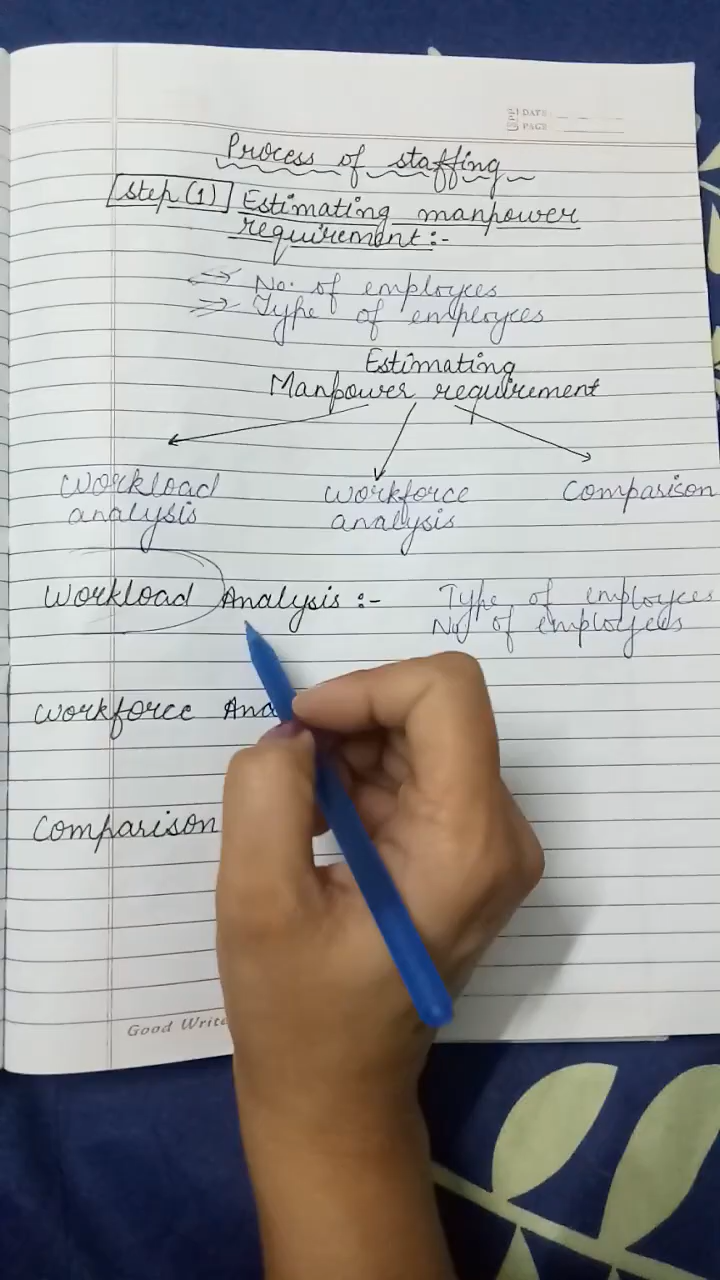 DATE
PAGE
Process of staffing
Step (1) Estimating manpower
requirement:-
=> No. of employees
=> Type of employees
Estimating
Manpower requirement
Workload
analysis
Workforce
analysis
Comparison
Workload Analysis :- Type of employees
No of employees
Workforce Ana
Comparison
Good Write